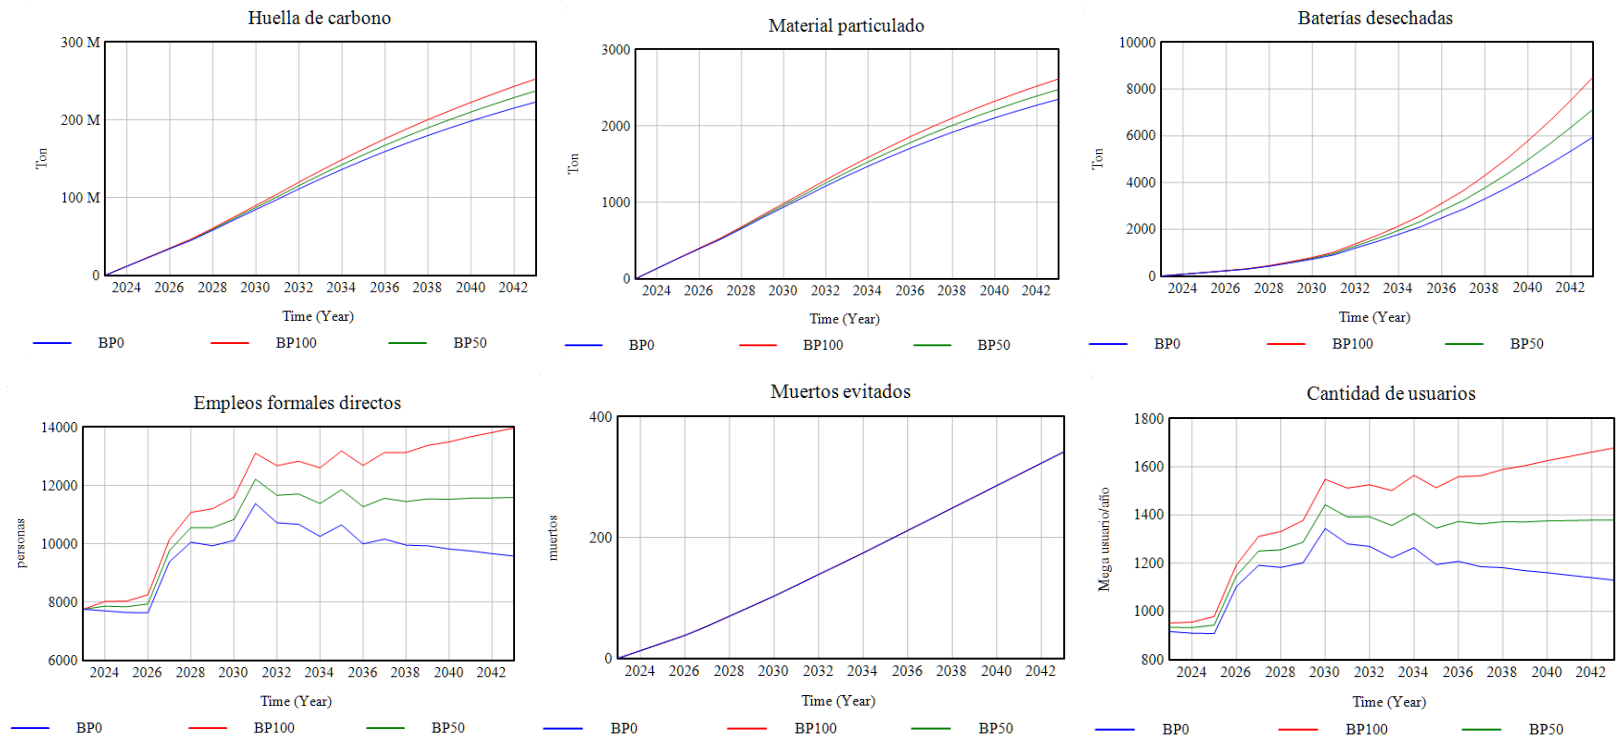 Huella de carbono
300 M
200 M
100 M
0
Ton
2024 2026 2028 2030 2032 2034 2036 2038 2040 2042
Time (Year)
BP0 BP100 BP50
Material particulado
3000
2000
1000
0
Ton
2024 2026 2028 2030 2032 2034 2036 2038 2040 2042
Time (Year)
BP0 BP100 BP50
Baterías desechadas
10000
8000
6000
4000
2000
0
Ton
2024 2026 2028 2030 2032 2034 2036 2038 2040 2042
Time (Year)
BP0 BP100 BP50
Empleos formales directos
14000
12000
10000
8000
6000
personas
2024 2026 2028 2030 2032 2034 2036 2038 2040 2042
Time (Year)
BP0 BP100 BP50
Muertos evitados
400
200
0
muertos
2024 2026 2028 2030 2032 2034 2036 2038 2040 2042
Time (Year)
BP0 BP100 BP50
Cantidad de usuarios
1800
1600
1400
1200
1000
800
Mega usuario/año
2024 2026 2028 2030 2032 2034 2036 2038 2040 2042
Time (Year)
BP0 BP100 BP50